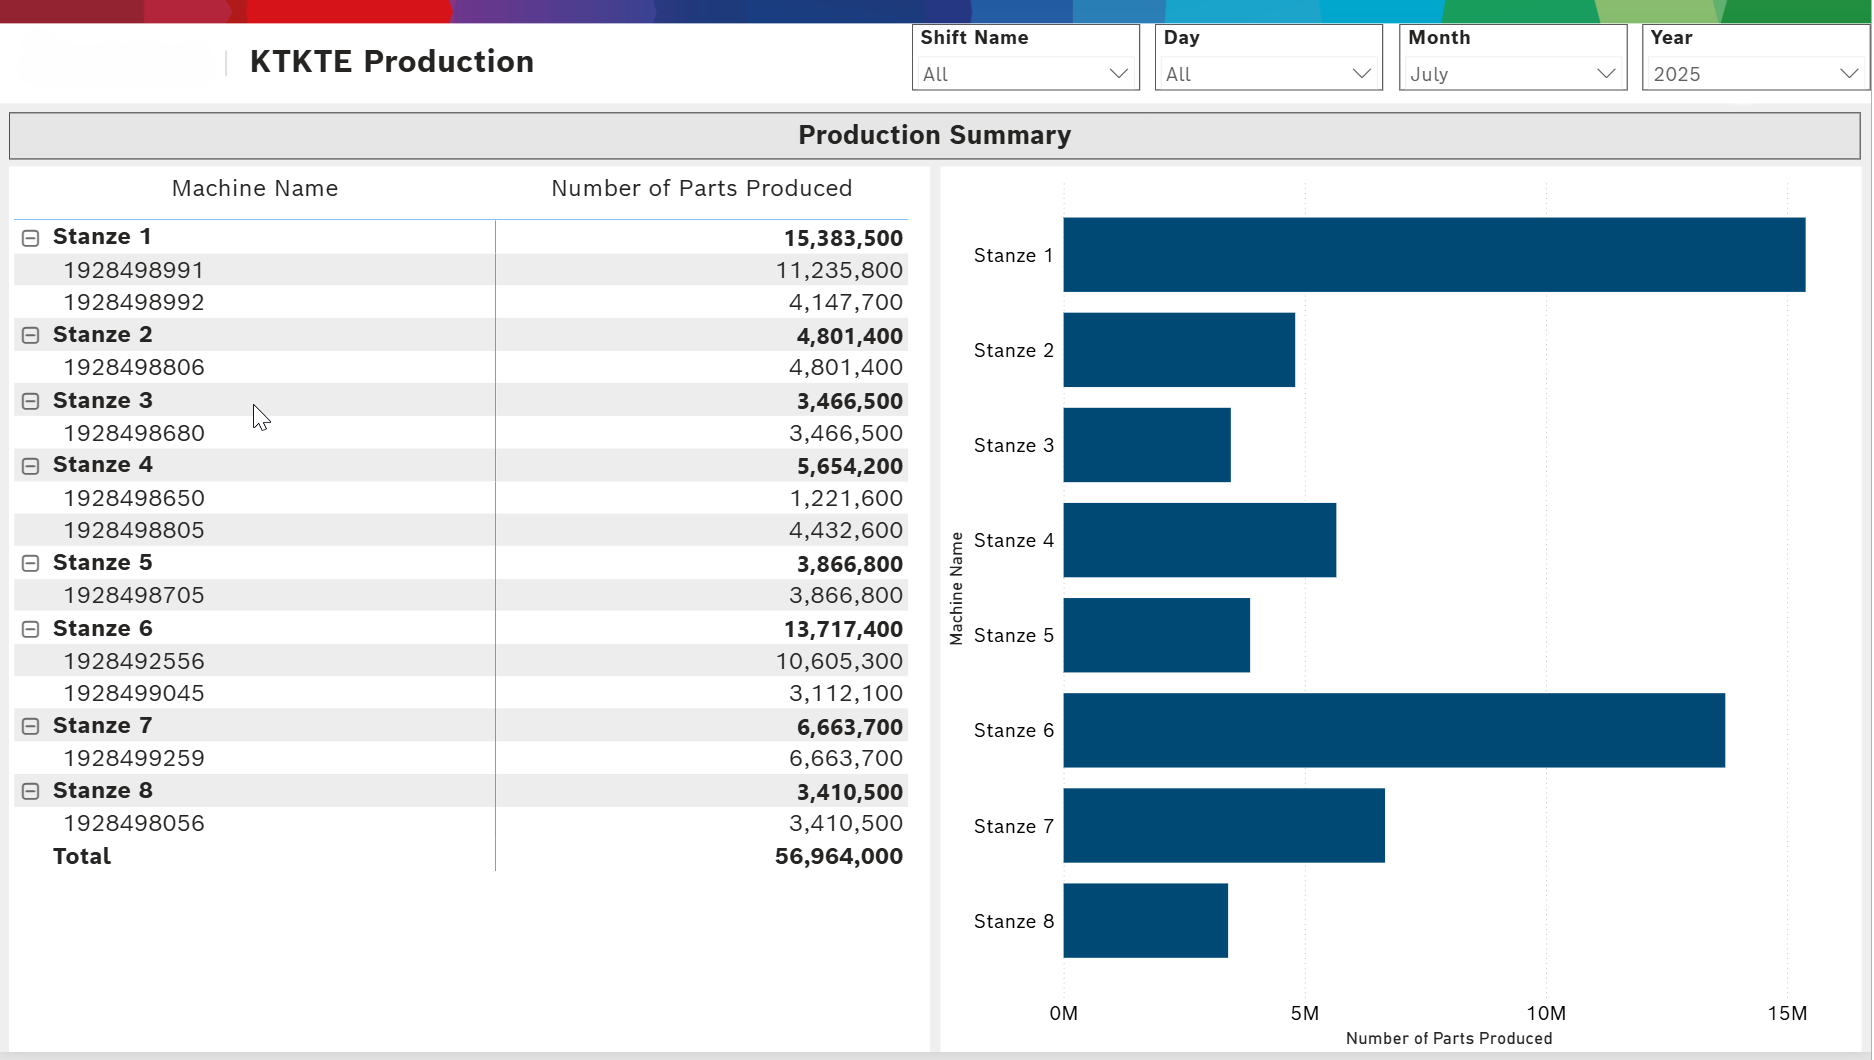 KTKTE Production
Shift Name
All
Day
All
Month
July
Year
2025
Production Summary
Machine Name Number of Parts Produced
Stanze 1 15,383,500
1928498991 11,235,800
1928498992 4,147,700
Stanze 2 4,801,400
1928498806 4,801,400
Stanze 3 3,466,500
1928498680 3,466,500
Stanze 4 5,654,200
1928498650 1,221,600
1928498805 4,432,600
Stanze 5 3,866,800
1928498705 3,866,800
Stanze 6 13,717,400
1928492556 10,605,300
1928499045 3,112,100
Stanze 7 6,663,700
1928499259 6,663,700
Stanze 8 3,410,500
1928498056 3,410,500
Total 56,964,000
Machine Name
Stanze 1
Stanze 2
Stanze 3
Stanze 4
Stanze 5
Stanze 6
Stanze 7
Stanze 8
0M 5M 10M 15M
Number of Parts Produced